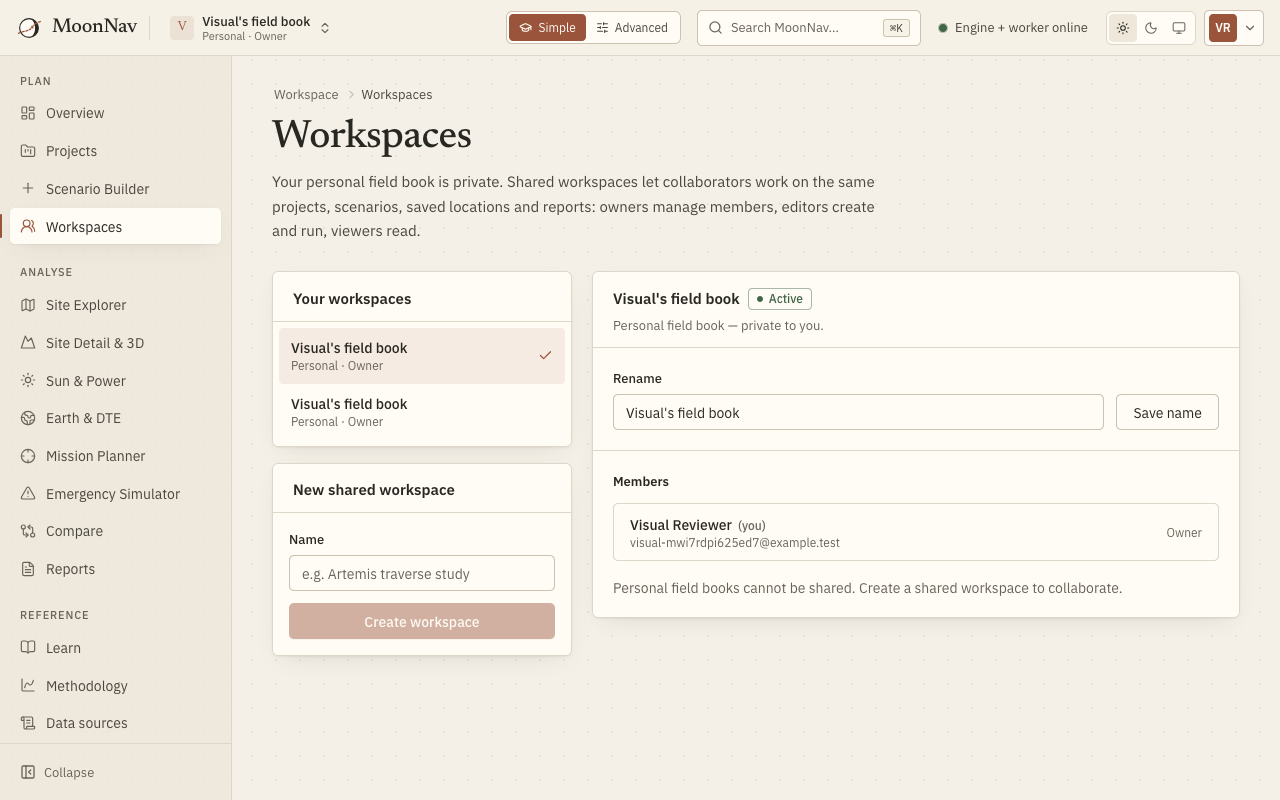 MoonNav
V
Visual's field book
Personal · Owner
Simple
Advanced
Search MoonNav...
⌘K
Engine + worker online
VR
PLAN
Overview
Projects
Scenario Builder
Workspaces
ANALYSE
Site Explorer
Site Detail & 3D
Sun & Power
Earth & DTE
Mission Planner
Emergency Simulator
Compare
Reports
REFERENCE
Learn
Methodology
Data sources
Collapse
Workspace > Workspaces
Workspaces
Your personal field book is private. Shared workspaces let collaborators work on the same
projects, scenarios, saved locations and reports: owners manage members, editors create
and run, viewers read.
Your workspaces
Visual's field book
Personal · Owner
Visual's field book
Personal · Owner
New shared workspace
Name
e.g. Artemis traverse study
Create workspace
Visual's field book
Active
Personal field book — private to you.
Rename
Visual's field book
Save name
Members
Visual Reviewer (you)
visual-mwi7rdpi625ed7@example.test
Owner
Personal field books cannot be shared. Create a shared workspace to collaborate.